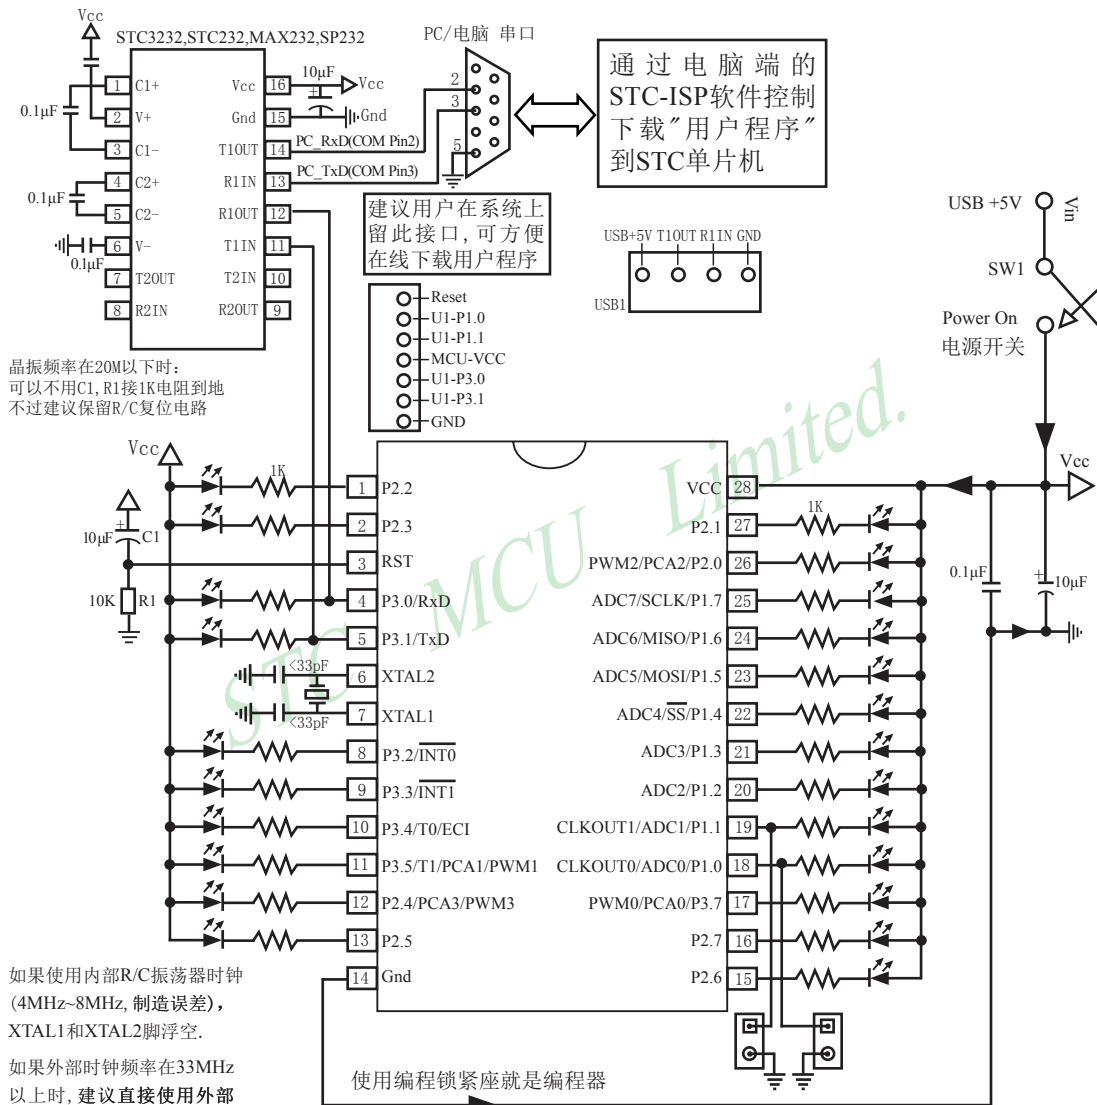 Vcc
STC3232,STC232,MAX232,SP232
PC/电脑 串口
1 C1+
2 V+
3 C1-
4 C2+
5 C2-
6 V-
7 T2OUT
8 R2IN
Vcc 16
Gnd 15
T1OUT 14
R1IN 13
R1OUT 12
T1IN 11
T2IN 10
R2OUT 9
0.1μF
0.1μF
0.1μF
10μF
+
Vcc
Gnd
PC_RxD(COM Pin2)
PC_TxD(COM Pin3)
2
3
5
通过电脑端的
STC-ISP软件控制
下载"用户程序"
到STC单片机
建议用户在系统上
留此接口,可方便
在线下载用户程序
USB+5V T1OUT R1IN GND
USB1
USB +5V
Vin
SW1
Power On
电源开关
Reset
U1-P1.0
U1-P1.1
MCU-VCC
U1-P3.0
U1-P3.1
GND
晶振频率在20M以下时:
可以不用C1,R1接1K电阻到地
不过建议保留R/C复位电路
Vcc
1K
+
10μF C1
10K R1
<33pF
<33pF
1 P2.2
2 P2.3
3 RST
4 P3.0/RxD
5 P3.1/TxD
6 XTAL2
7 XTAL1
8 P3.2/INT0
9 P3.3/INT1
10 P3.4/T0/ECI
11 P3.5/T1/PCA1/PWM1
12 P2.4/PCA3/PWM3
13 P2.5
14 Gnd
VCC 28
P2.1 27
PWM2/PCA2/P2.0 26
ADC7/SCLK/P1.7 25
ADC6/MISO/P1.6 24
ADC5/MOSI/P1.5 23
ADC4/SS/P1.4 22
ADC3/P1.3 21
ADC2/P1.2 20
CLKOUT1/ADC1/P1.1 19
CLKOUT0/ADC0/P1.0 18
PWM0/PCA0/P3.7 17
P2.7 16
P2.6 15
1K
Vcc
0.1μF
+
10μF
STC MCU Limited.
如果使用内部R/C振荡器时钟
(4MHz~8MHz,制造误差),
XTAL1和XTAL2脚浮空.
如果外部时钟频率在33MHz
以上时,建议直接使用外部
使用编程锁紧座就是编程器